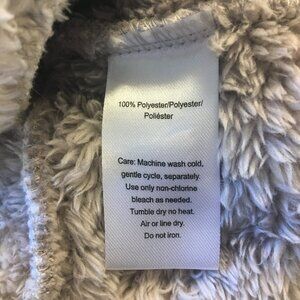 100% Polyester/Polyester/
Poliéster
Care: Machine wash cold,
gentle cycle, separately.
Use only non-chlorine
bleach as needed.
Tumble dry no heat.
Air or line dry.
Do not iron.